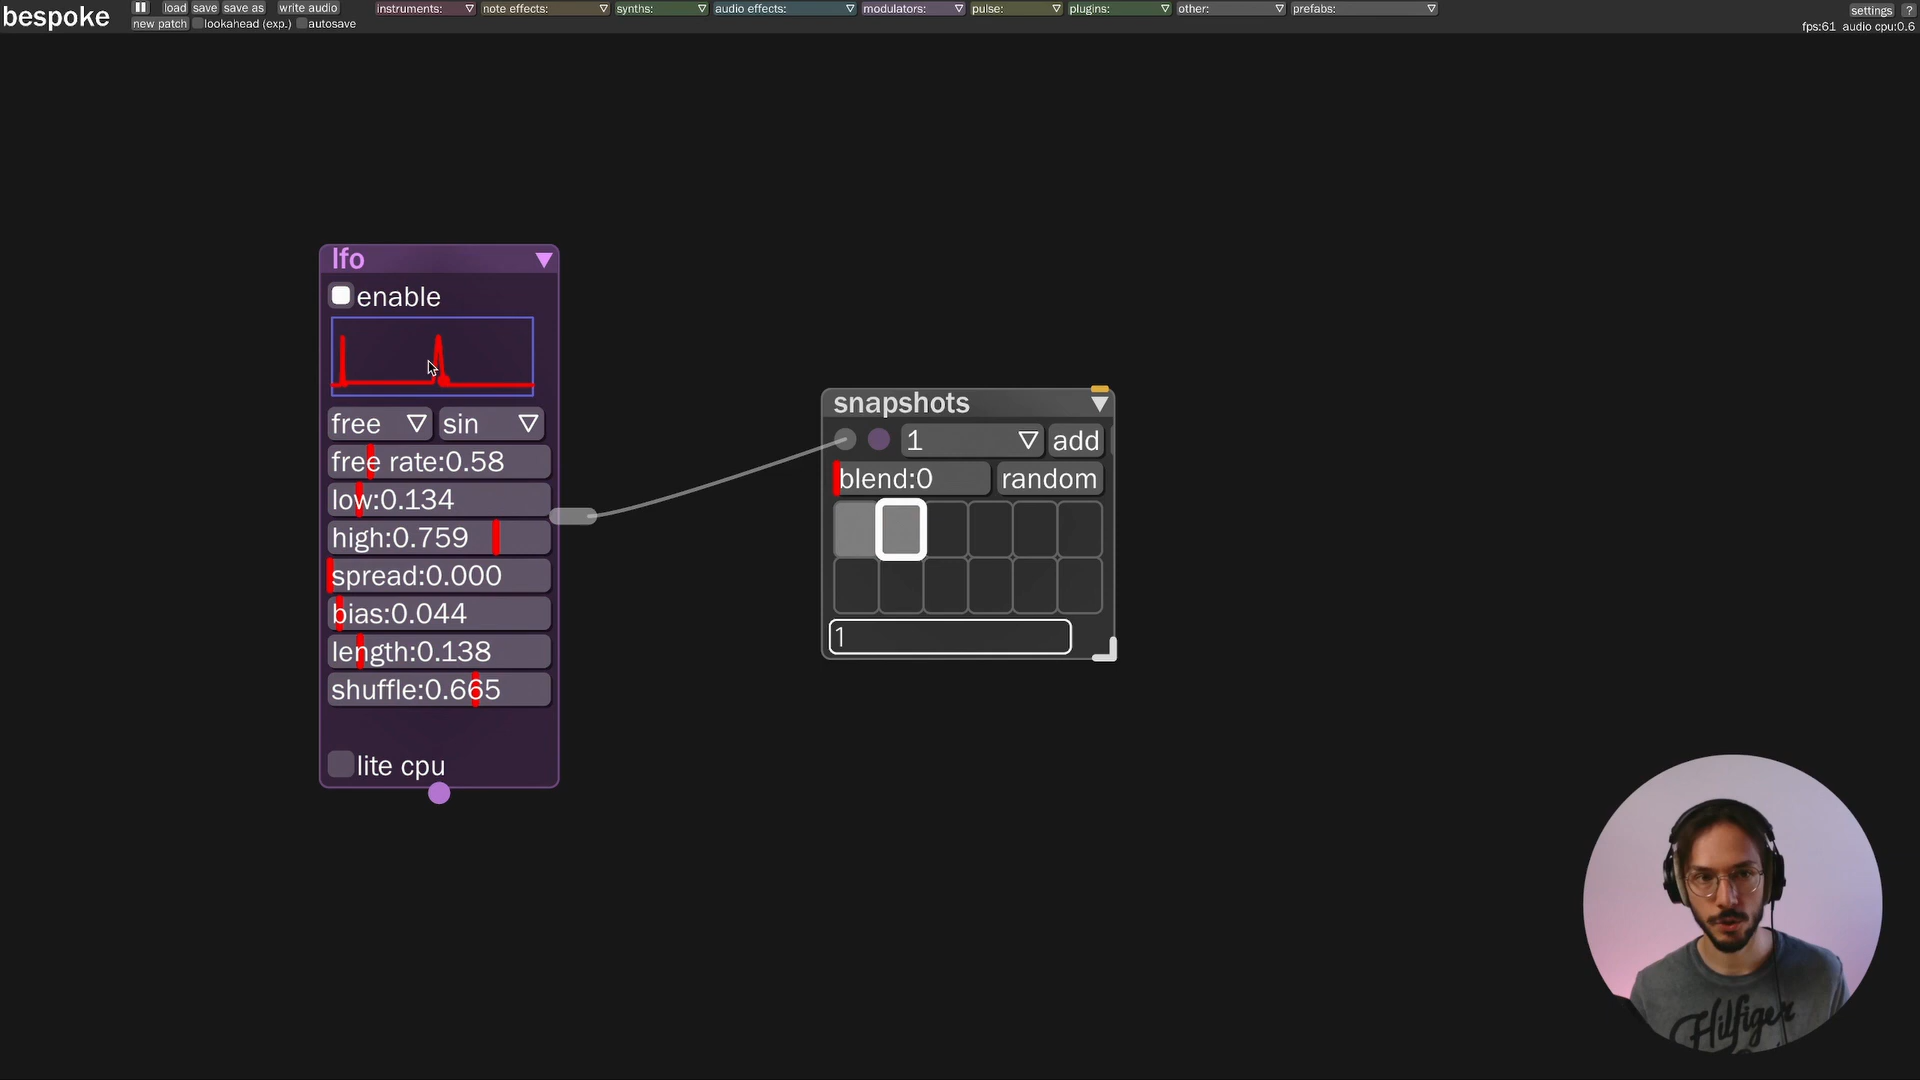 bespoke
load save save as write audio
new patch lookahead (exp.) autosave
instruments: note effects: synths: audio effects: modulators: pulse: plugins: other: prefabs:
settings ?
fps:61 audio cpu:0.6
lfo
enable
free sin
free rate:0.58
low:0.134
high:0.759
spread:0.000
bias:0.044
length:0.138
shuffle:0.665
lite cpu
snapshots
1 add
blend:0 random
1
Hilfiger